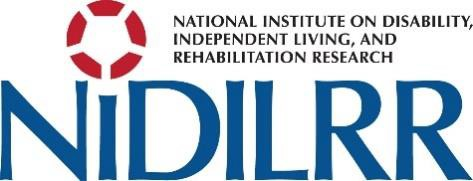 NATIONAL INSTITUTE ON DISABILITY,
INDEPENDENT LIVING, AND
REHABILITATION RESEARCH
NIDILRR